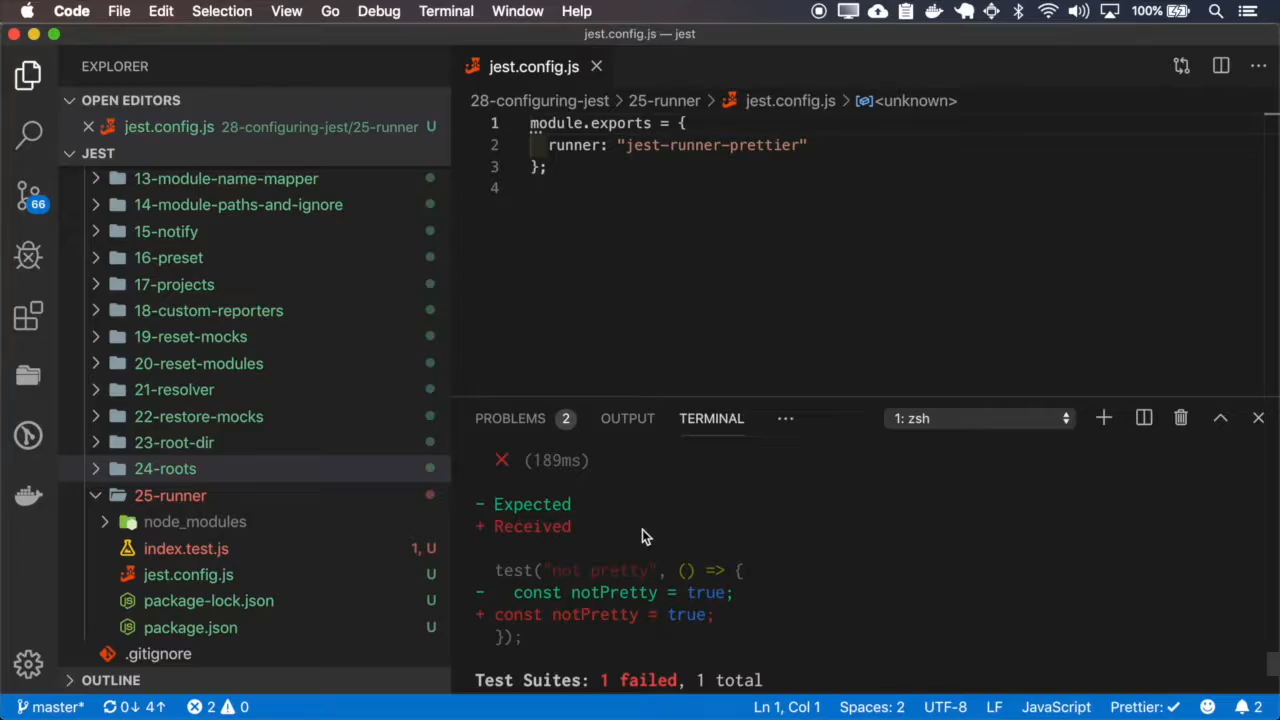 Code File Edit Selection View Go Debug Terminal Window Help 100%
jest.config.js — jest
EXPLORER
OPEN EDITORS
jest.config.js 28-configuring-jest/25-runner U
JEST
13-module-name-mapper
14-module-paths-and-ignore
15-notify
16-preset
17-projects
18-custom-reporters
19-reset-mocks
20-reset-modules
21-resolver
22-restore-mocks
23-root-dir
24-roots
25-runner
node_modules
index.test.js 1, U
jest.config.js U
package-lock.json U
package.json U
.gitignore
OUTLINE
66
jest.config.js
28-configuring-jest > 25-runner > jest.config.js > <unknown>
1 module.exports = {
2 runner: "jest-runner-prettier"
3 };
4
PROBLEMS 2 OUTPUT TERMINAL ··· 1: zsh
(189ms)
- Expected
+ Received
test("not pretty", () => {
- const notPretty = true;
+ const notPretty = true;
});
Test Suites: 1 failed, 1 total
master* 0↓ 4↑ 2 0 Ln 1, Col 1 Spaces: 2 UTF-8 LF JavaScript Prettier: ✓ 2